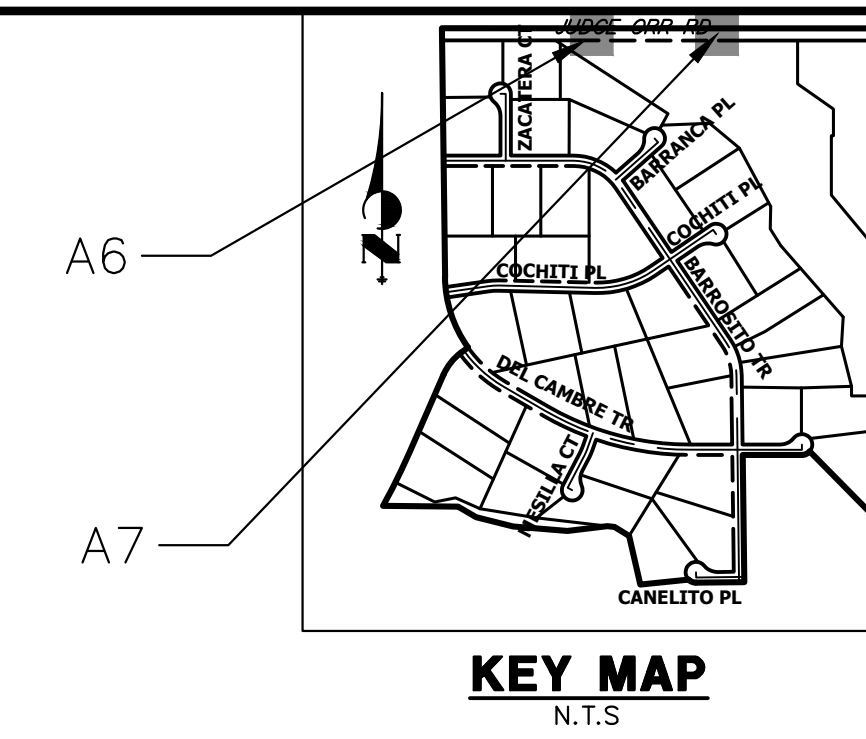 JUDGE ORR RD
ZACATERA CT
BARRANCA PL
COCHITI PL
A6
N
COCHITI PL
BARROSITO TR
DEL CAMBRE TR
MESILLA CT
A7
CANELITO PL
KEY MAP
N.T.S